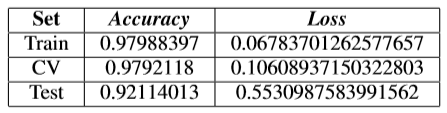 Set Accuracy Loss
Train 0.97988397 0.06783701262577657
CV 0.9792118 0.10608937150322803
Test 0.92114013 0.5530987583991562